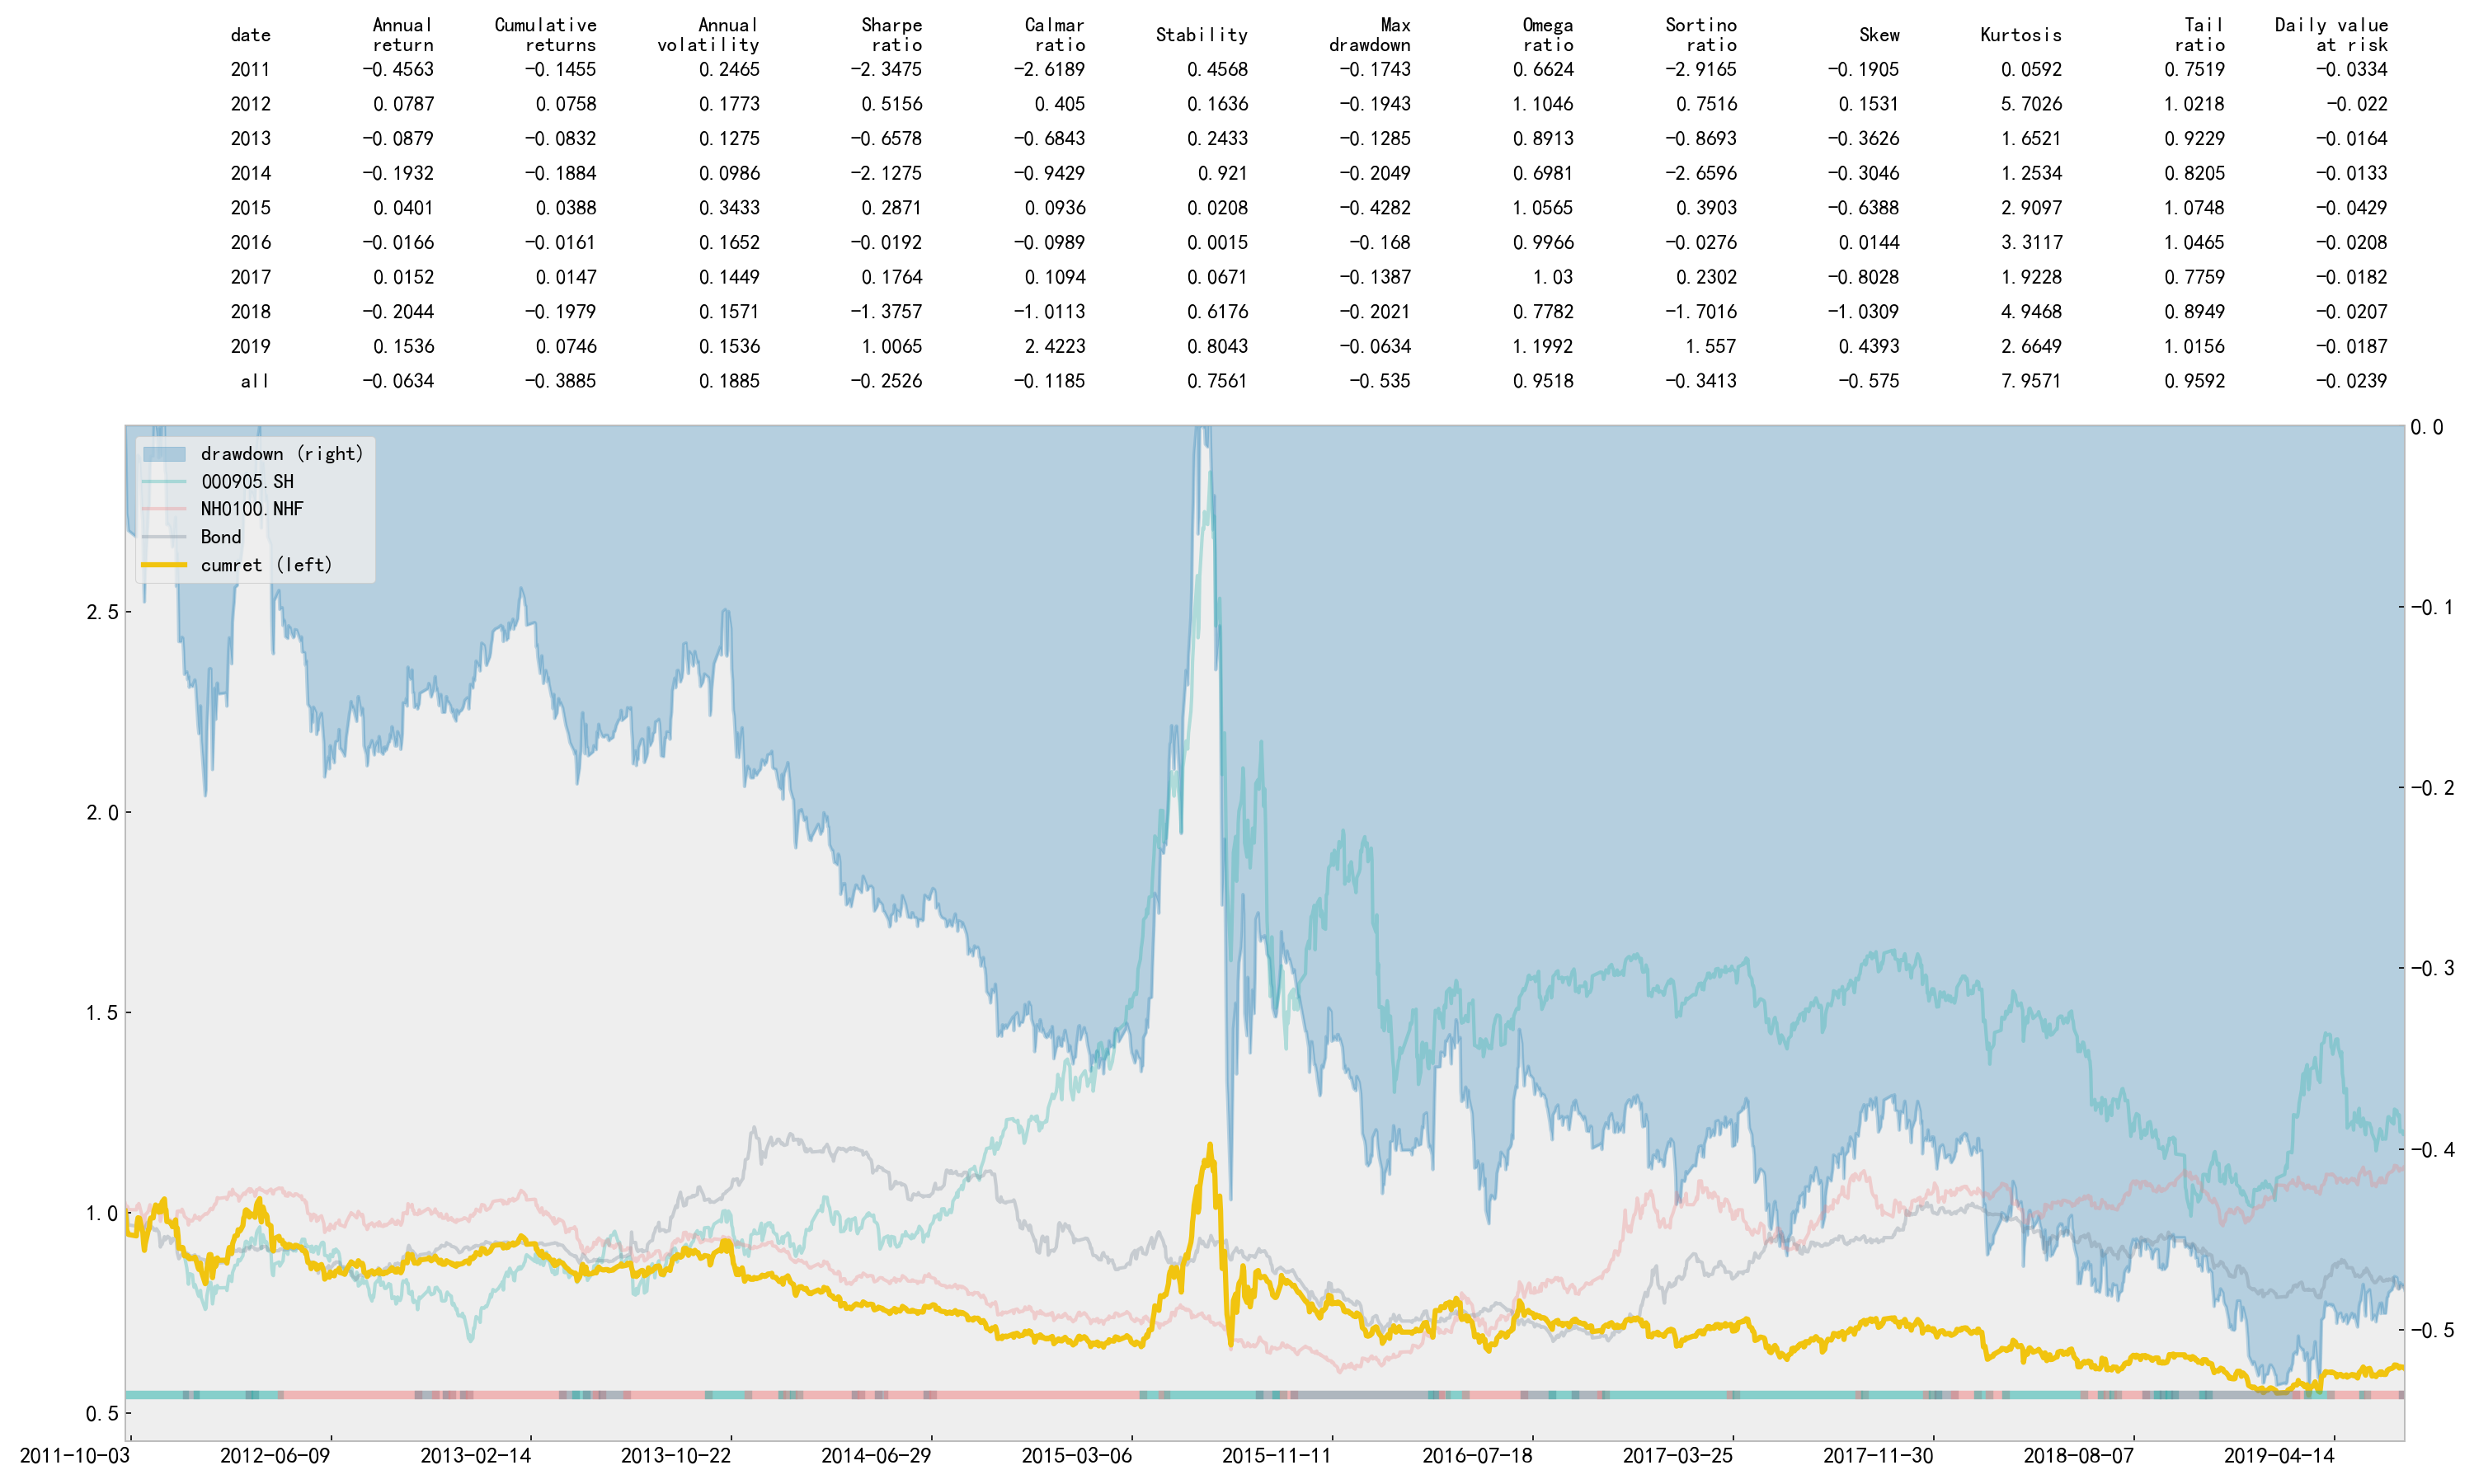 date Annual return Cumulative returns Annual volatility Sharpe ratio Calmar ratio Stability Max drawdown Omega ratio Sortino ratio Skew Kurtosis Tail ratio Daily value at risk
2011 -0.4563 -0.1455 0.2465 -2.3475 -2.6189 0.4568 -0.1743 0.6624 -2.9165 -0.1905 0.0592 0.7519 -0.0334
2012 0.0787 0.0758 0.1773 0.5156 0.405 0.1636 -0.1943 1.1046 0.7516 0.1531 5.7026 1.0218 -0.022
2013 -0.0879 -0.0832 0.1275 -0.6578 -0.6843 0.2433 -0.1285 0.8913 -0.8693 -0.3626 1.6521 0.9229 -0.0164
2014 -0.1932 -0.1884 0.0986 -2.1275 -0.9429 0.921 -0.2049 0.6981 -2.6596 -0.3046 1.2534 0.8205 -0.0133
2015 0.0401 0.0388 0.3433 0.2871 0.0936 0.0208 -0.4282 1.0565 0.3903 -0.6388 2.9097 1.0748 -0.0429
2016 -0.0166 -0.0161 0.1652 -0.0192 -0.0989 0.0015 -0.168 0.9966 -0.0276 0.0144 3.3117 1.0465 -0.0208
2017 0.0152 0.0147 0.1449 0.1764 0.1094 0.0671 -0.1387 1.03 0.2302 -0.8028 1.9228 0.7759 -0.0182
2018 -0.2044 -0.1979 0.1571 -1.3757 -1.0113 0.6176 -0.2021 0.7782 -1.7016 -1.0309 4.9468 0.8949 -0.0207
2019 0.1536 0.0746 0.1536 1.0065 2.4223 0.8043 -0.0634 1.1992 1.557 0.4393 2.6649 1.0156 -0.0187
all -0.0634 -0.3885 0.1885 -0.2526 -0.1185 0.7561 -0.535 0.9518 -0.3413 -0.575 7.9571 0.9592 -0.0239
drawdown (right)
000905.SH
NH0100.NHF
Bond
cumret (left)
2.5
2.0
1.5
1.0
0.5
0.0
-0.1
-0.2
-0.3
-0.4
-0.5
2011-10-03 2012-06-09 2013-02-14 2013-10-22 2014-06-29 2015-03-06 2015-11-11 2016-07-18 2017-03-25 2017-11-30 2018-08-07 2019-04-14